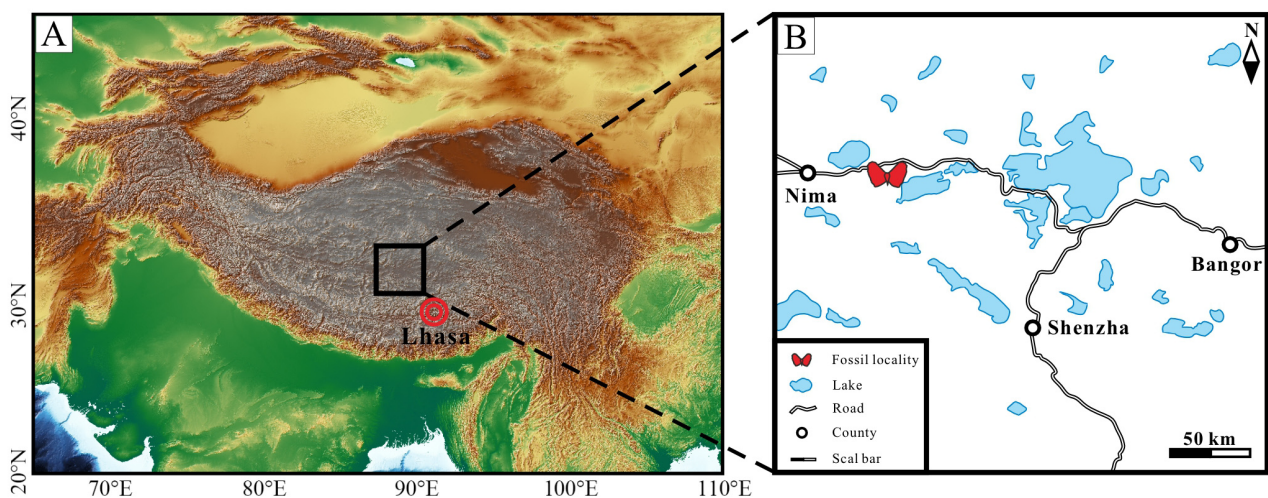 A
40°N
30°N
20°N
Lhasa
70°E
80°E
90°E
100°E
110°E
B
N
Nima
Bangor
Shenzha
Fossil locality
Lake
Road
County
Scal bar
50 km